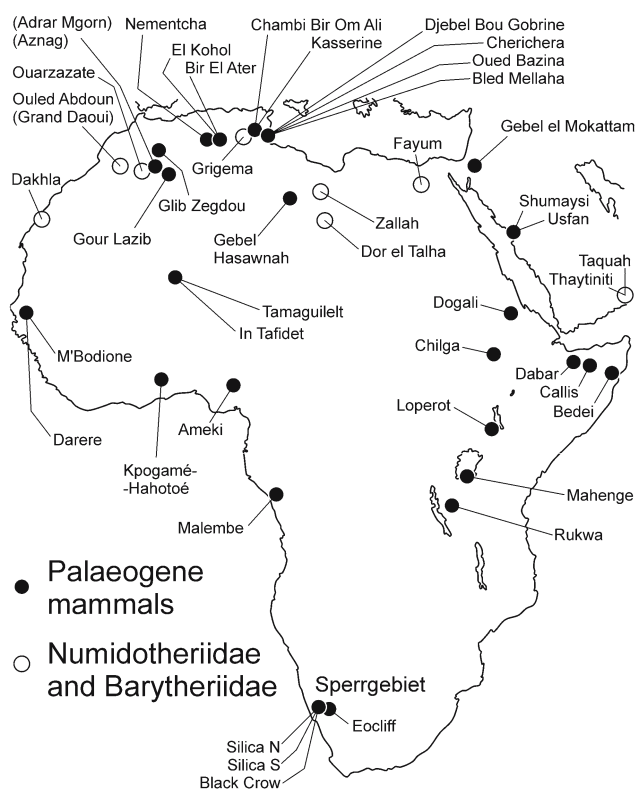 (Adrar Mgorn)
(Aznag)
Nementcha
El Kohol
Bir El Ater
Chambi Bir Om Ali
Kasserine
Djebel Bou Gobrine
Cherichera
Oued Bazina
Bled Mellaha
Ouarzazate
Ouled Abdoun
(Grand Daoui)
Grigema
Fayum
Gebel el Mokattam
Dakhla
Glib Zegdou
Gour Lazib
Gebel
Hasawnah
Zallah
Dor el Talha
Shumaysi
Usfan
Taquah
Thaytiniti
Tamaguilelt
In Tafidet
Dogali
M'Bodione
Chilga
Dabar
Callis
Bedei
Darere
Ameki
Loperot
Kpogamé-
-Hahotoé
Mahenge
Malembe
Rukwa
Palaeogene
mammals
Numidotheriidae
and Barytheriidae
Sperrgebiet
Eocliff
Silica N
Silica S
Black Crow